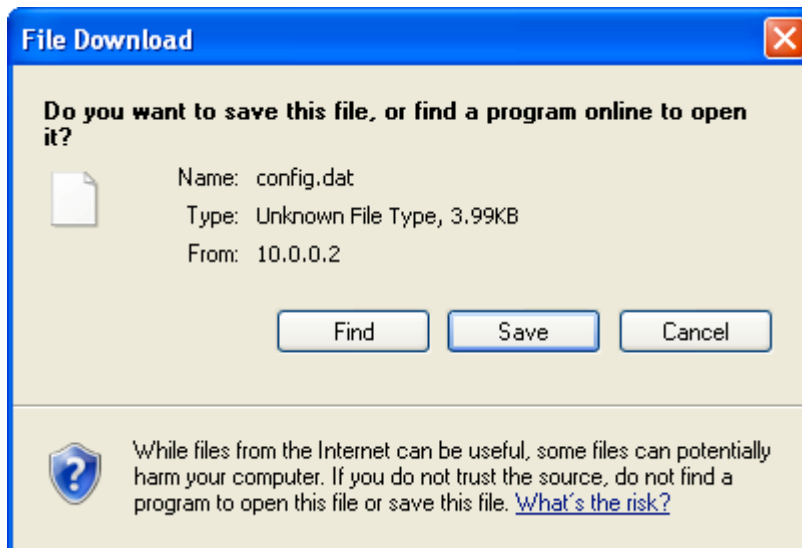 File Download
Do you want to save this file, or find a program online to open
it?
Name: config.dat
Type: Unknown File Type, 3.99KB
From: 10.0.0.2
Find Save Cancel
While files from the Internet can be useful, some files can potentially
harm your computer. If you do not trust the source, do not find a
program to open this file or save this file. What's the risk?